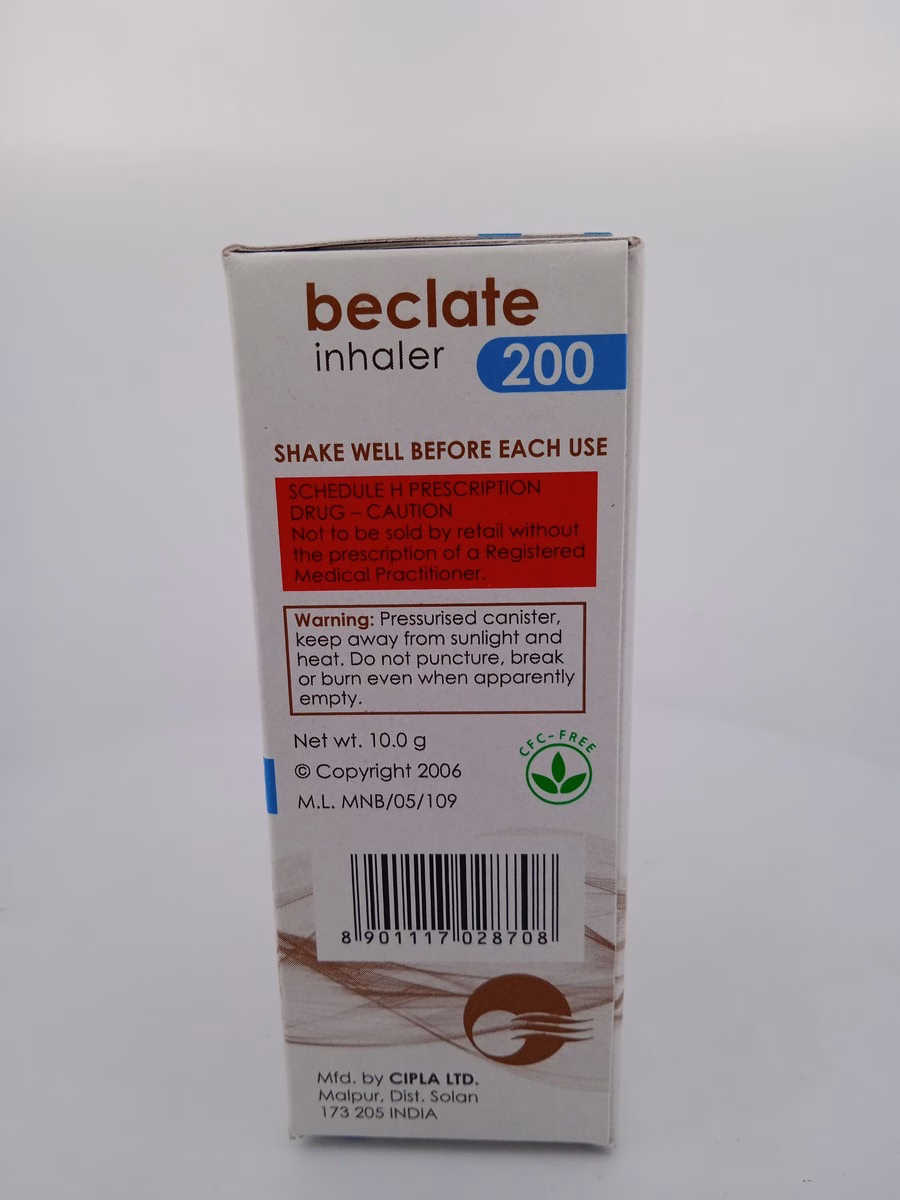 beclate
inhaler
200
SHAKE WELL BEFORE EACH USE
SCHEDULE H PRESCRIPTION
DRUG – CAUTION
Not to be sold by retail without
the prescription of a Registered
Medical Practitioner.
Warning: Pressurised canister,
keep away from sunlight and
heat. Do not puncture, break
or burn even when apparently
empty.
Net wt. 10.0 g
CFC-FREE
© Copyright 2006
M.L. MNB/05/109
8 901117 028708
Mfd. by CIPLA LTD.
Malpur, Dist. Solan
173 205 INDIA